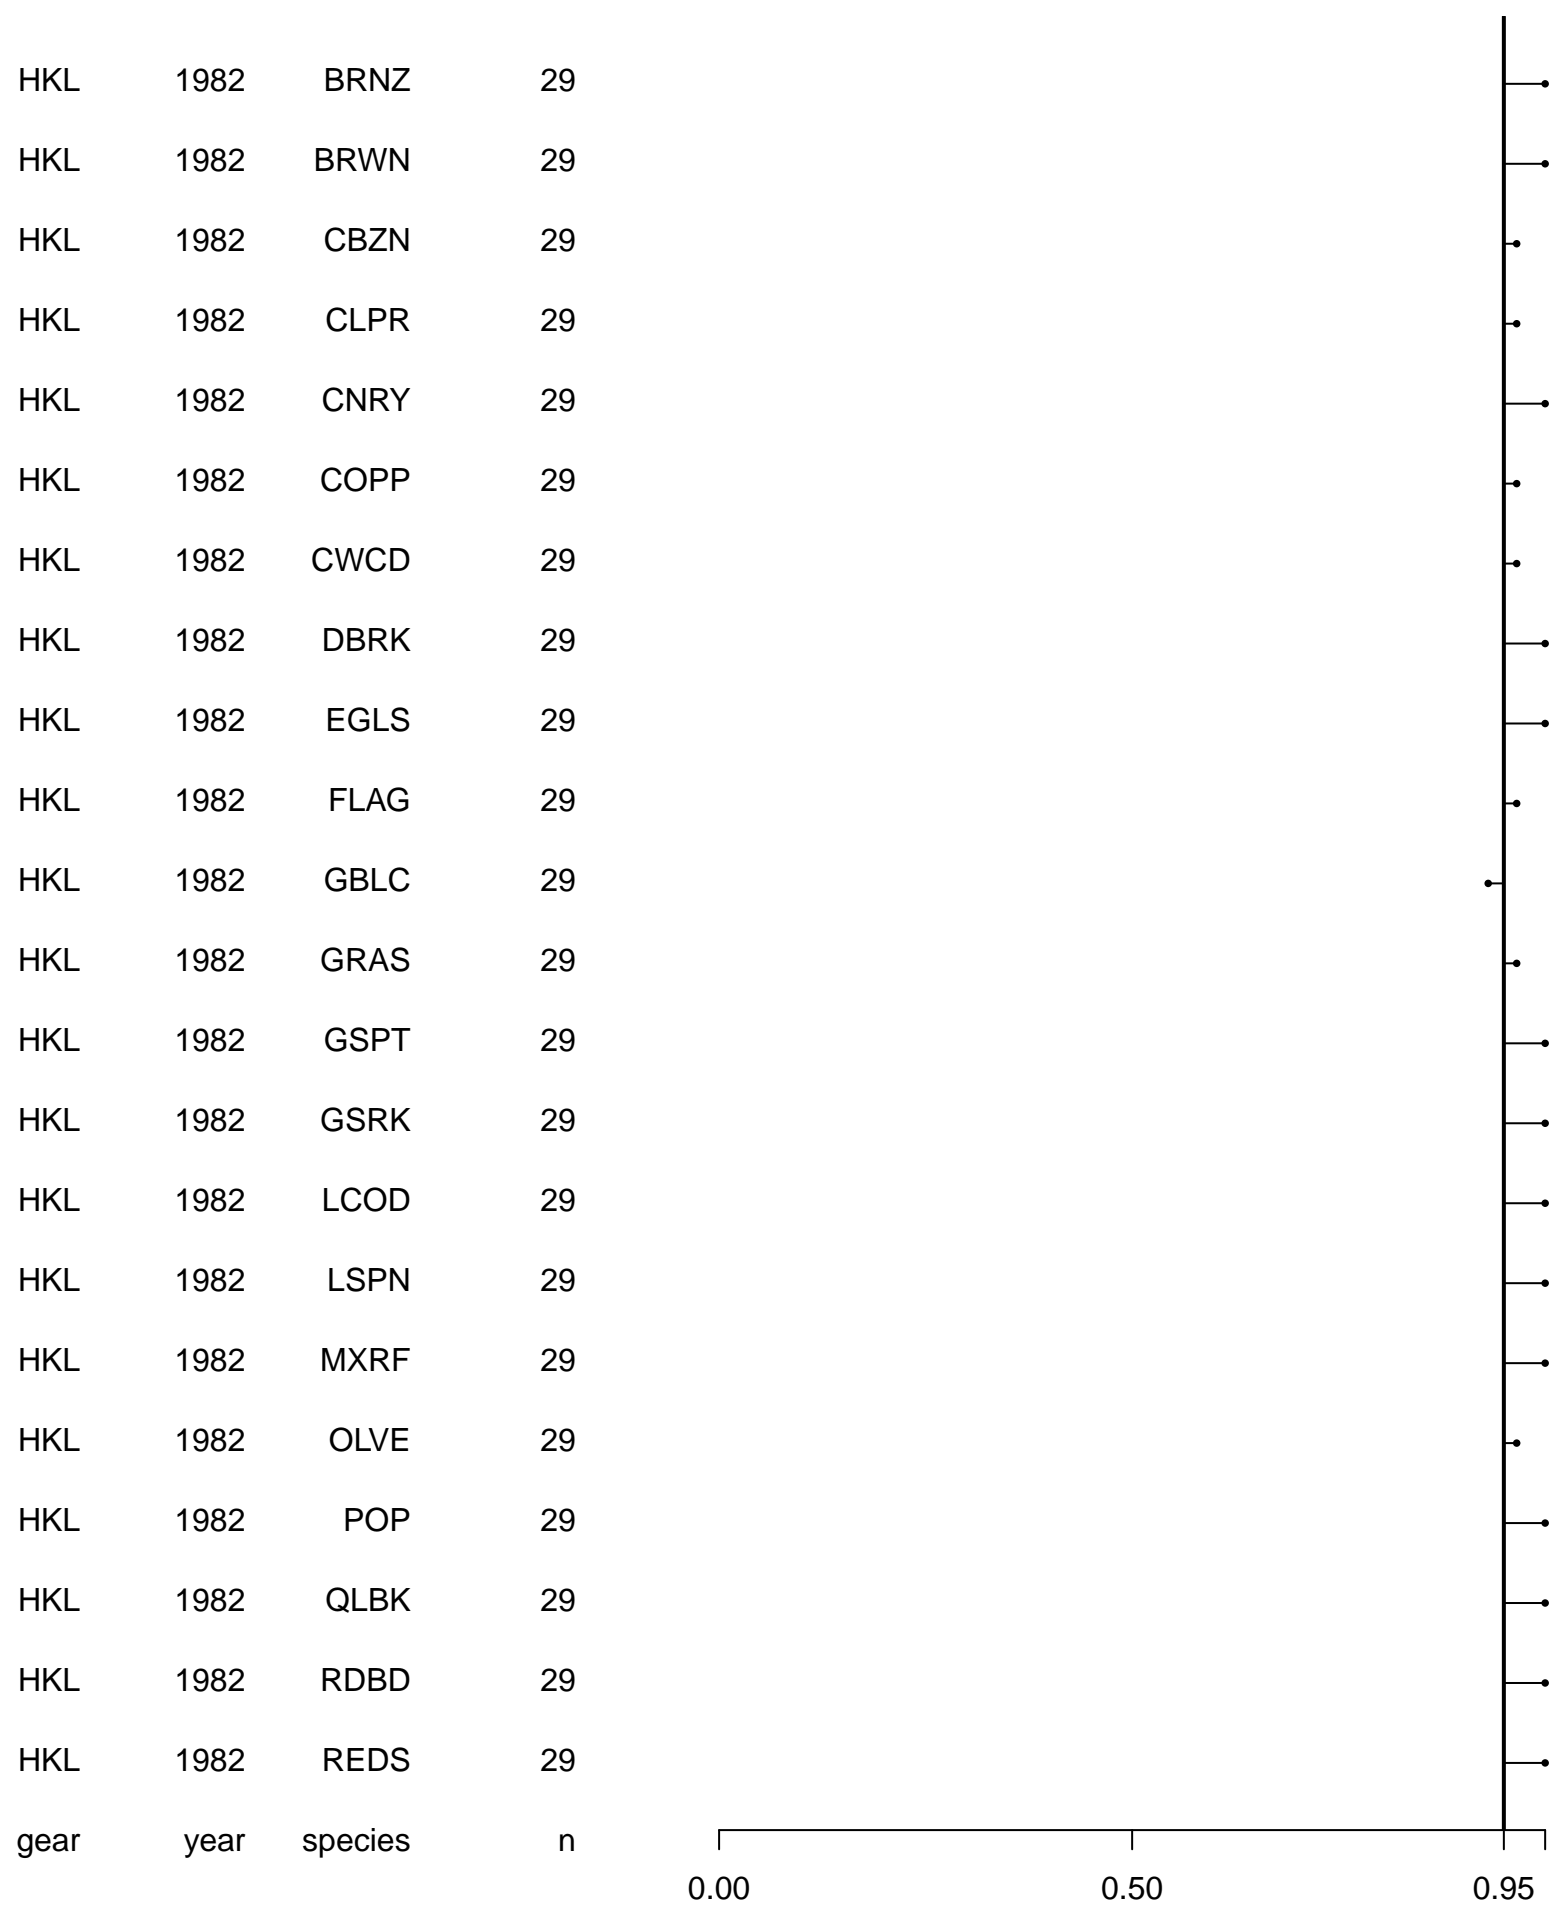 HKL 1982 BRNZ 29
HKL 1982 BRWN 29
HKL 1982 CBZN 29
HKL 1982 CLPR 29
HKL 1982 CNRY 29
HKL 1982 COPP 29
HKL 1982 CWCD 29
HKL 1982 DBRK 29
HKL 1982 EGLS 29
HKL 1982 FLAG 29
HKL 1982 GBLC 29
HKL 1982 GRAS 29
HKL 1982 GSPT 29
HKL 1982 GSRK 29
HKL 1982 LCOD 29
HKL 1982 LSPN 29
HKL 1982 MXRF 29
HKL 1982 OLVE 29
HKL 1982 POP 29
HKL 1982 QLBK 29
HKL 1982 RDBD 29
HKL 1982 REDS 29
gear year species n
0.00 0.50 0.95